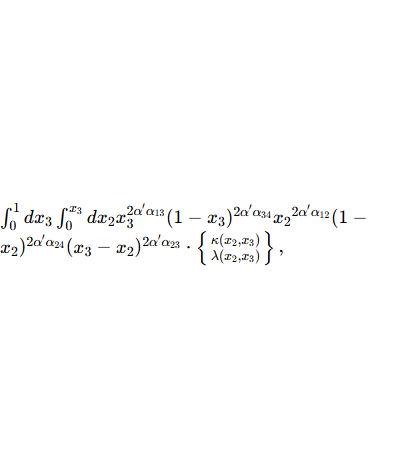 ∫₀¹ dx₃ ∫₀^{x₃} dx₂x₃^{2α′α₁₃}(1 − x₃)^{2α′α₃₄}x₂^{2α′α₁₂}(1 −
x₂)^{2α′α₂₄}(x₃ − x₂)^{2α′α₂₃} · { κ(x₂,x₃) λ(x₂,x₃) } ,